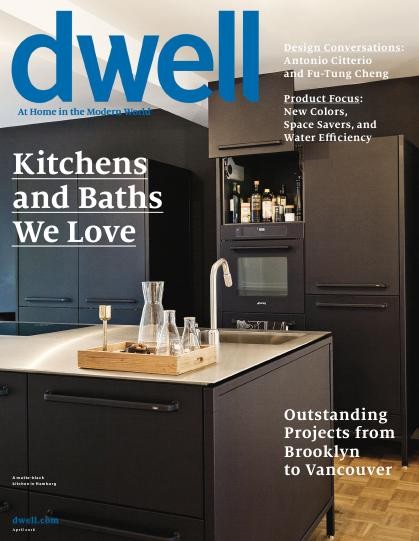 dwell
At Home in the Modern World
Design Conversations:
Antonio Citterio
and Fu-Tung Cheng
Product Focus:
New Colors,
Space Savers, and
Water Efficiency
Kitchens
and Baths
We Love
Outstanding
Projects from
Brooklyn
to Vancouver
A matte-black
kitchen in Hamburg
dwell.com